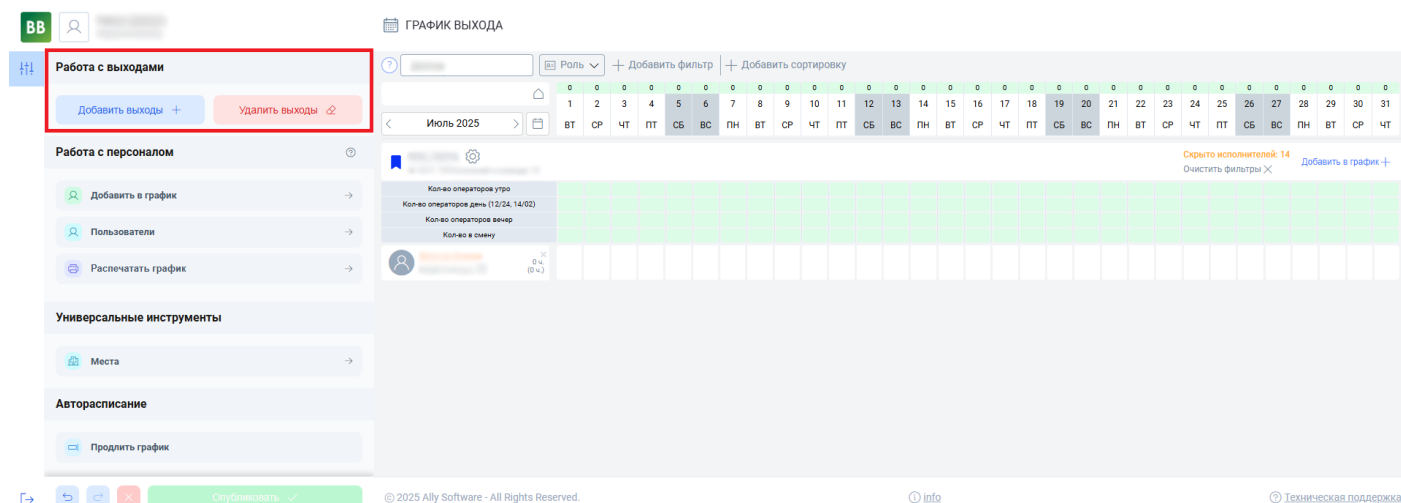 BB
ГРАФИК ВЫХОДА
Работа с выходами
Добавить выходы
Удалить выходы
Работа с персоналом
Добавить в график
Пользователи
Распечатать график
Универсальные инструменты
Места
Авторасписание
Продлить график
Опубликовать
? Роль Добавить фильтр Добавить сортировку
0 0 0 0 0 0 0 0 0 0 0 0 0 0 0 0 0 0 0 0 0 0 0 0 0 0 0 0 0 0 0
1 2 3 4 5 6 7 8 9 10 11 12 13 14 15 16 17 18 19 20 21 22 23 24 25 26 27 28 29 30 31
Июль 2025 ВТ СР ЧТ ПТ СБ ВС ПН ВТ СР ЧТ ПТ СБ ВС ПН ВТ СР ЧТ ПТ СБ ВС ПН ВТ СР ЧТ ПТ СБ ВС ПН ВТ СР ЧТ
Скрыто исполнителей: 14
Очистить фильтры
Добавить в график
Кол-во операторов утро
Кол-во операторов день (12/24, 14/02)
Кол-во операторов вечер
Кол-во в смену
0 ч.
(0 ч.)
© 2025 Ally Software - All Rights Reserved.
info
Техническая поддержка